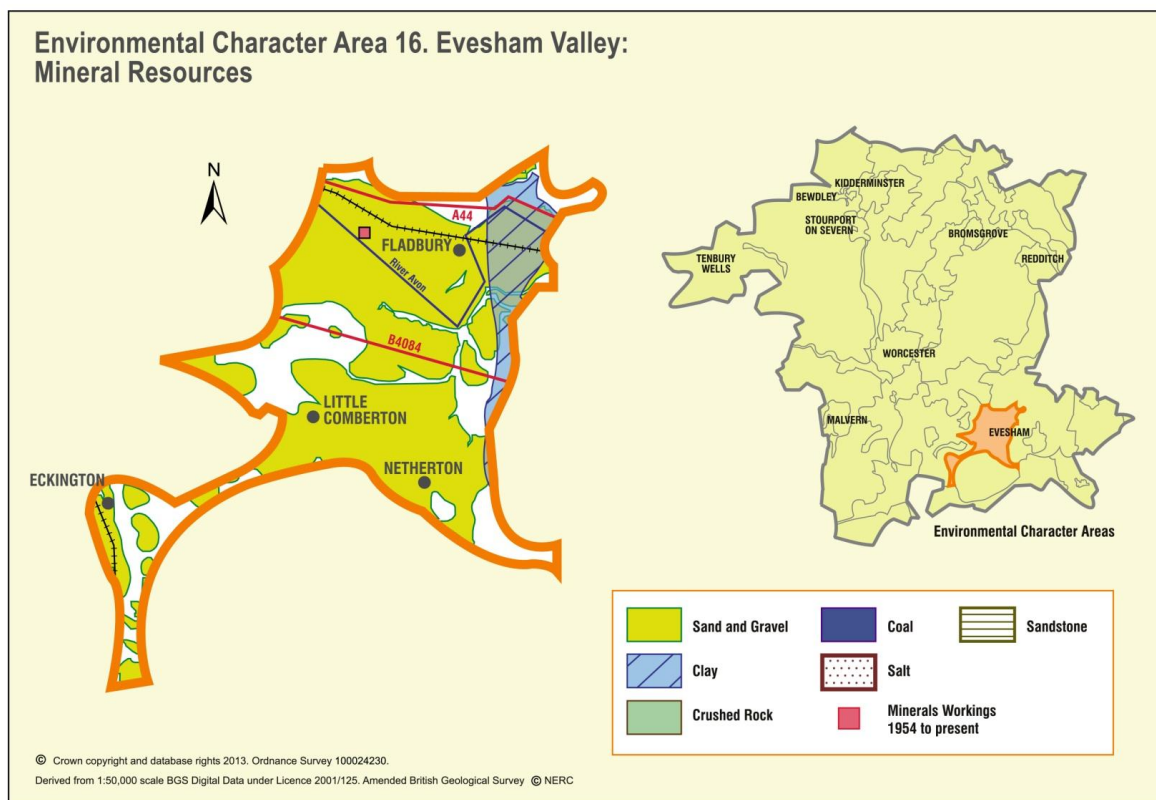 Environmental Character Area 16. Evesham Valley:
Mineral Resources
N
A44
FLADBURY
River Avon
B4084
LITTLE
COMBERTON
NETHERTON
ECKINGTON
KIDDERMINSTER
BEWDLEY
STOURPORT
ON SEVERN
BROMSGROVE
TENBURY
WELLS
REDDITCH
WORCESTER
MALVERN
EVESHAM
Environmental Character Areas
Sand and Gravel
Coal
Sandstone
Clay
Salt
Crushed Rock
Minerals Workings
1954 to present
© Crown copyright and database rights 2013. Ordnance Survey 100024230.
Derived from 1:50,000 scale BGS Digital Data under Licence 2001/125. Amended British Geological Survey © NERC